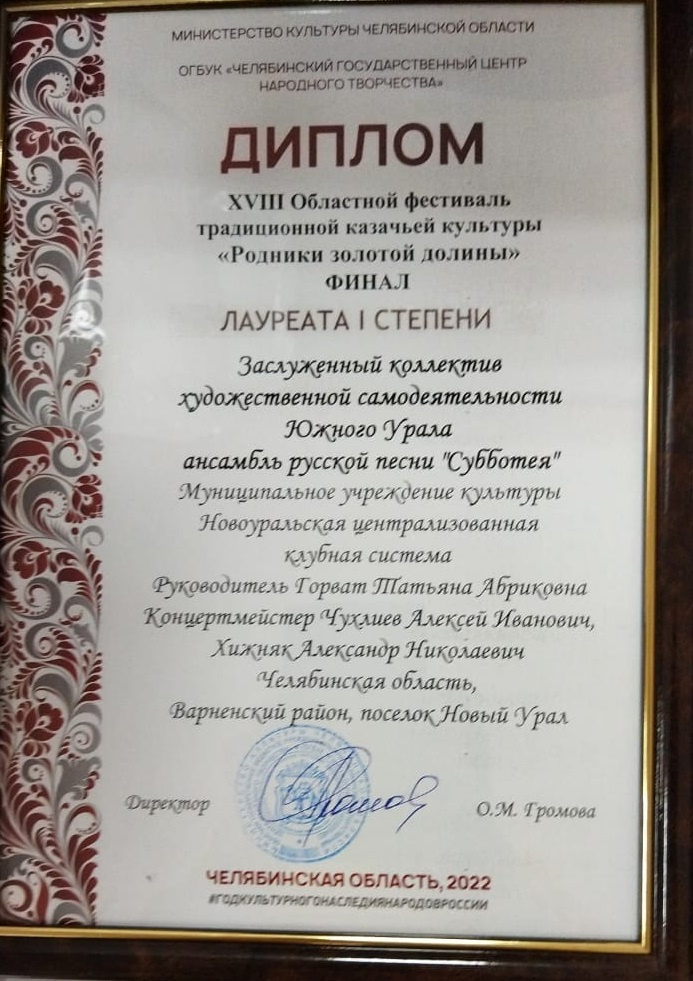 МИНИСТЕРСТВО КУЛЬТУРЫ ЧЕЛЯБИНСКОЙ ОБЛАСТИ
ОГБУК «ЧЕЛЯБИНСКИЙ ГОСУДАРСТВЕННЫЙ ЦЕНТР
НАРОДНОГО ТВОРЧЕСТВА»
ДИПЛОМ
XVIII Областной фестиваль
традиционной казачьей культуры
«Родники золотой долины»
ФИНАЛ
ЛАУРЕАТА I СТЕПЕНИ
Заслуженный коллектив
художественной самодеятельности
Южного Урала
ансамбль русской песни "Субботея"
Муниципальное учреждение культуры
Новоуральская централизованная
клубная система
Руководитель Горват Татьяна Абриковна
Концертмейстер Чухлиев Алексей Иванович,
Хижняк Александр Николаевич
Челябинская область,
Варненский район, поселок Новый Урал
Директор
О.М. Громова
ЧЕЛЯБИНСКАЯ ОБЛАСТЬ, 2022
#ГОДКУЛЬТУРНОГОНАСЛЕДИЯНАРОДОВРОССИИ